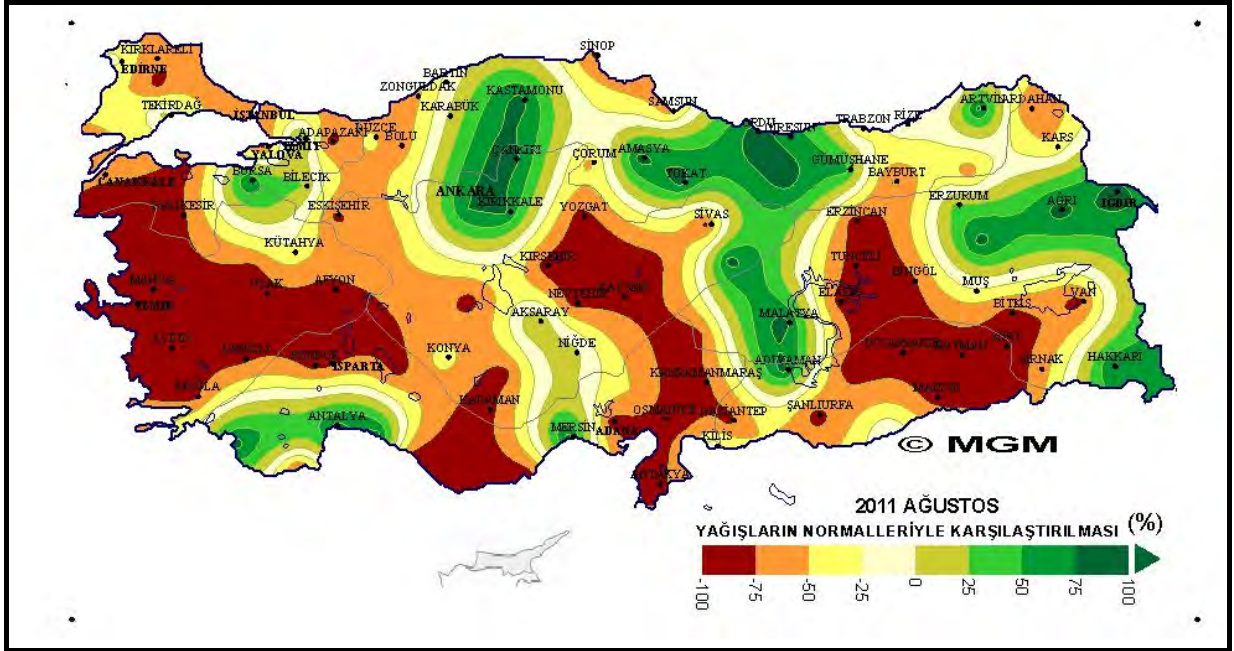 SİNOP
KIRKLARELİ
EDİRNE
BARTIN
ZONGULDAK
KASTAMONU
KARABÜK
SAMSUN
TEKİRDAĞ
İSTANBUL
ADAPAZARI
DÜZCE
BOLU
ORDU
GİRESUN
TRABZON
RİZE
ARTVİN
ARDAHAN
KARS
YALOVA
BURSA
BİLECİK
ÇANKIRI
ÇORUM
AMASYA
TOKAT
GÜMÜŞHANE
BAYBURT
ÇANAKKALE
ANKARA
KIRIKKALE
ERZURUM
AĞRI
IĞDIR
BALIKESİR
ESKİŞEHİR
YOZGAT
SİVAS
ERZİNCAN
KÜTAHYA
KIRŞEHİR
TUNCELİ
BİNGÖL
MUŞ
MANİSA
İZMİR
UŞAK
AFYON
NEVŞEHİR
ELAZIĞ
BİTLİS
VAN
AKSARAY
MALATYA
AYDIN
KONYA
NİĞDE
ADIYAMAN
ISPARTA
KAHRAMANMARAŞ
ŞIRNAK
HAKKARİ
MUĞLA
KARAMAN
MARDİN
ANTALYA
MERSİN
ADANA
OSMANİYE
GAZİANTEP
ŞANLIURFA
KİLİS
ANTAKYA
© MGM
2011 AĞUSTOS
YAĞIŞLARIN NORMALLERİYLE KARŞILAŞTIRILMASI (%)
-100 -75 -50 -25 0 25 50 75 100